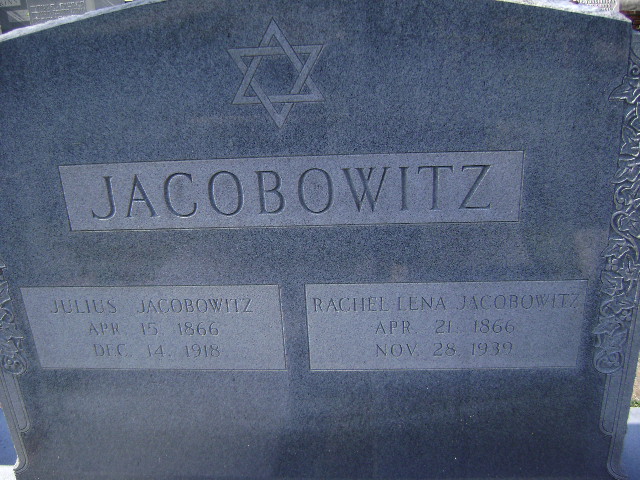 JACOBOWITZ
JULIUS JACOBOWITZ
APR. 15, 1866
DEC. 14, 1918
RACHEL LENA JACOBOWITZ
APR. 21, 1866
NOV. 28, 1939